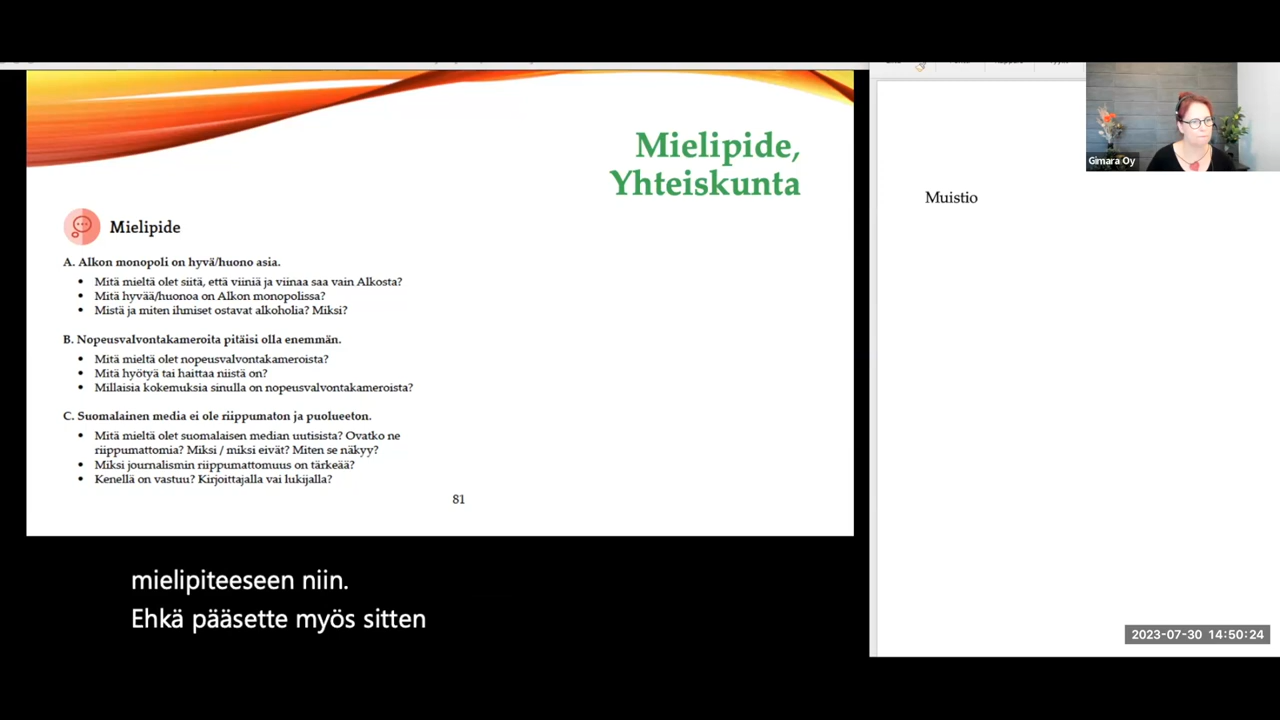 Mielipide,
Yhteiskunta
Mielipide
A. Alkon monopoli on hyvä/huono asia.
• Mitä mieltä olet siitä, että viiniä ja viinaa saa vain Alkosta?
• Mitä hyvää/huonoa on Alkon monopolissa?
• Mistä ja miten ihmiset ostavat alkoholia? Miksi?
B. Nopeusvalvontakameroita pitäisi olla enemmän.
• Mitä mieltä olet nopeusvalvontakameroista?
• Mitä hyötyä tai haittaa niistä on?
• Millaisia kokemuksia sinulla on nopeusvalvontakameroista?
C. Suomalainen media ei ole riippumaton ja puolueeton.
• Mitä mieltä olet suomalaisen median uutisista? Ovatko ne
riippumattomia? Miksi / miksi eivät? Miten se näkyy?
• Miksi journalismin riippumattomuus on tärkeää?
• Kenellä on vastuu? Kirjoittajalla vai lukijalla?
81
mielipiteeseen niin.
Ehkä pääsette myös sitten
Muistio
Gimara Oy
2023-07-30 14:50:24